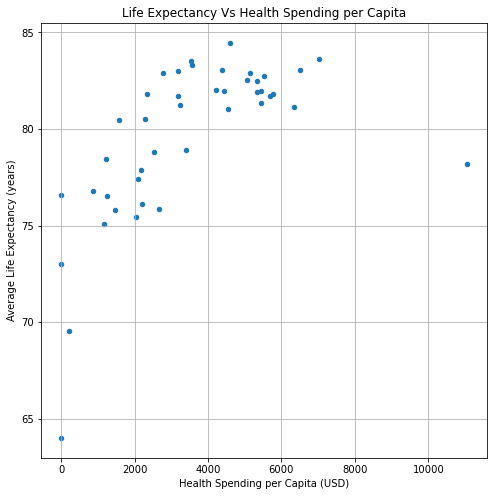 Life Expectancy Vs Health Spending per Capita
85
80
75
70
65
Average Life Expectancy (years)
0 2000 4000 6000 8000 10000
Health Spending per Capita (USD)